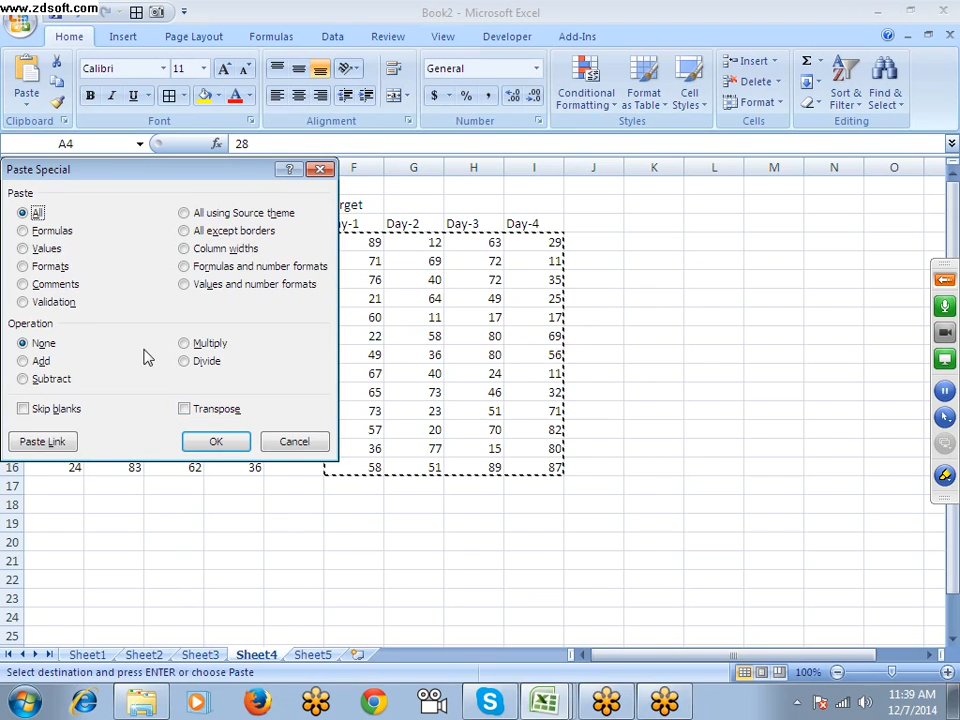 www.zdsoft.com
Book2 - Microsoft Excel
Home Insert Page Layout Formulas Data Review View Developer Add-Ins
Paste
Calibri 11
B I U
General
$ % ,
Conditional Formatting
Format as Table
Cell Styles
Insert
Delete
Format
Sort & Filter
Find & Select
Clipboard Font Alignment Number Styles Cells Editing
A4 fx 28
Paste Special
Paste
All
Formulas
Values
Formats
Comments
Validation
All using Source theme
All except borders
Column widths
Formulas and number formats
Values and number formats
Operation
None
Add
Subtract
Multiply
Divide
Skip blanks Transpose
Paste Link OK Cancel
F G H I J K L M N O
rget
y-1 Day-2 Day-3 Day-4
89 12 63 29
71 69 72 11
76 40 72 35
21 64 49 25
60 11 17 17
22 58 80 69
49 36 80 56
67 40 24 11
65 73 46 32
73 23 51 71
57 20 70 82
36 77 15 80
16 24 83 62 36 58 51 89 87
17
18
19
20
21
22
23
24
25
Sheet1 Sheet2 Sheet3 Sheet4 Sheet5
Select destination and press ENTER or choose Paste
100%
11:39 AM
12/7/2014